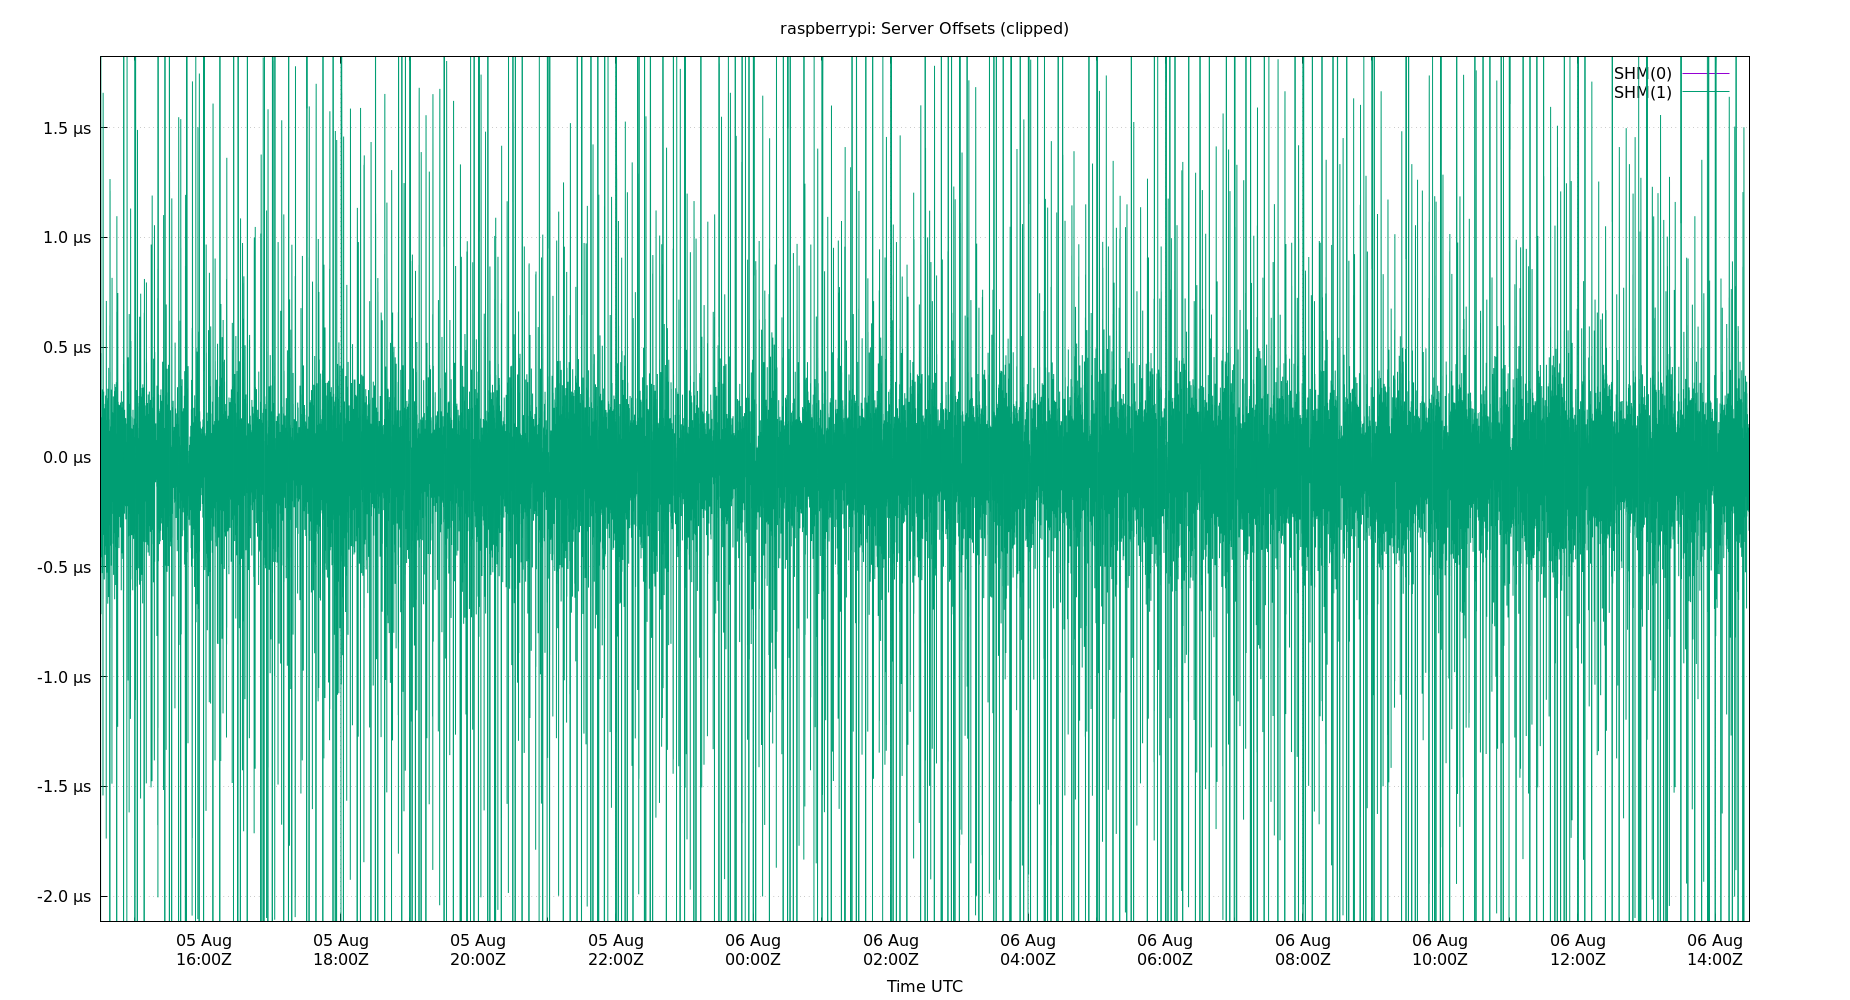 raspberrypi: Server Offsets (clipped)
SHM(0)
SHM(1)
1.5 µs
1.0 µs
0.5 µs
0.0 µs
-0.5 µs
-1.0 µs
-1.5 µs
-2.0 µs
05 Aug 05 Aug 05 Aug 05 Aug 06 Aug 06 Aug 06 Aug 06 Aug 06 Aug 06 Aug 06 Aug 06 Aug
16:00Z 18:00Z 20:00Z 22:00Z 00:00Z 02:00Z 04:00Z 06:00Z 08:00Z 10:00Z 12:00Z 14:00Z
Time UTC